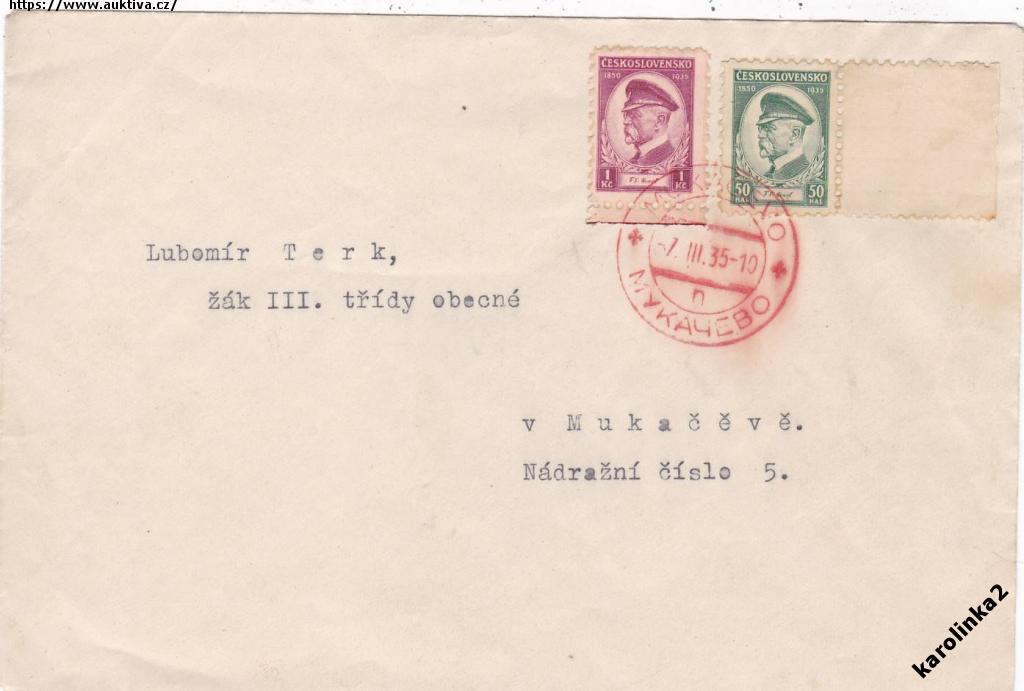 https://www.auktiva.cz/
ČESKOSLOVENSKO
1850 1935
1 Kč 1 Kč
ČESKOSLOVENSKO
1850 1935
50 HAL 50 HAL
-7. III. 35-10
n
МУКАЧЕВО
Lubomír T e r k,
žák III. třídy obecné
v M u k a č ě v ě.
Nádražní číslo 5.
karolinka2